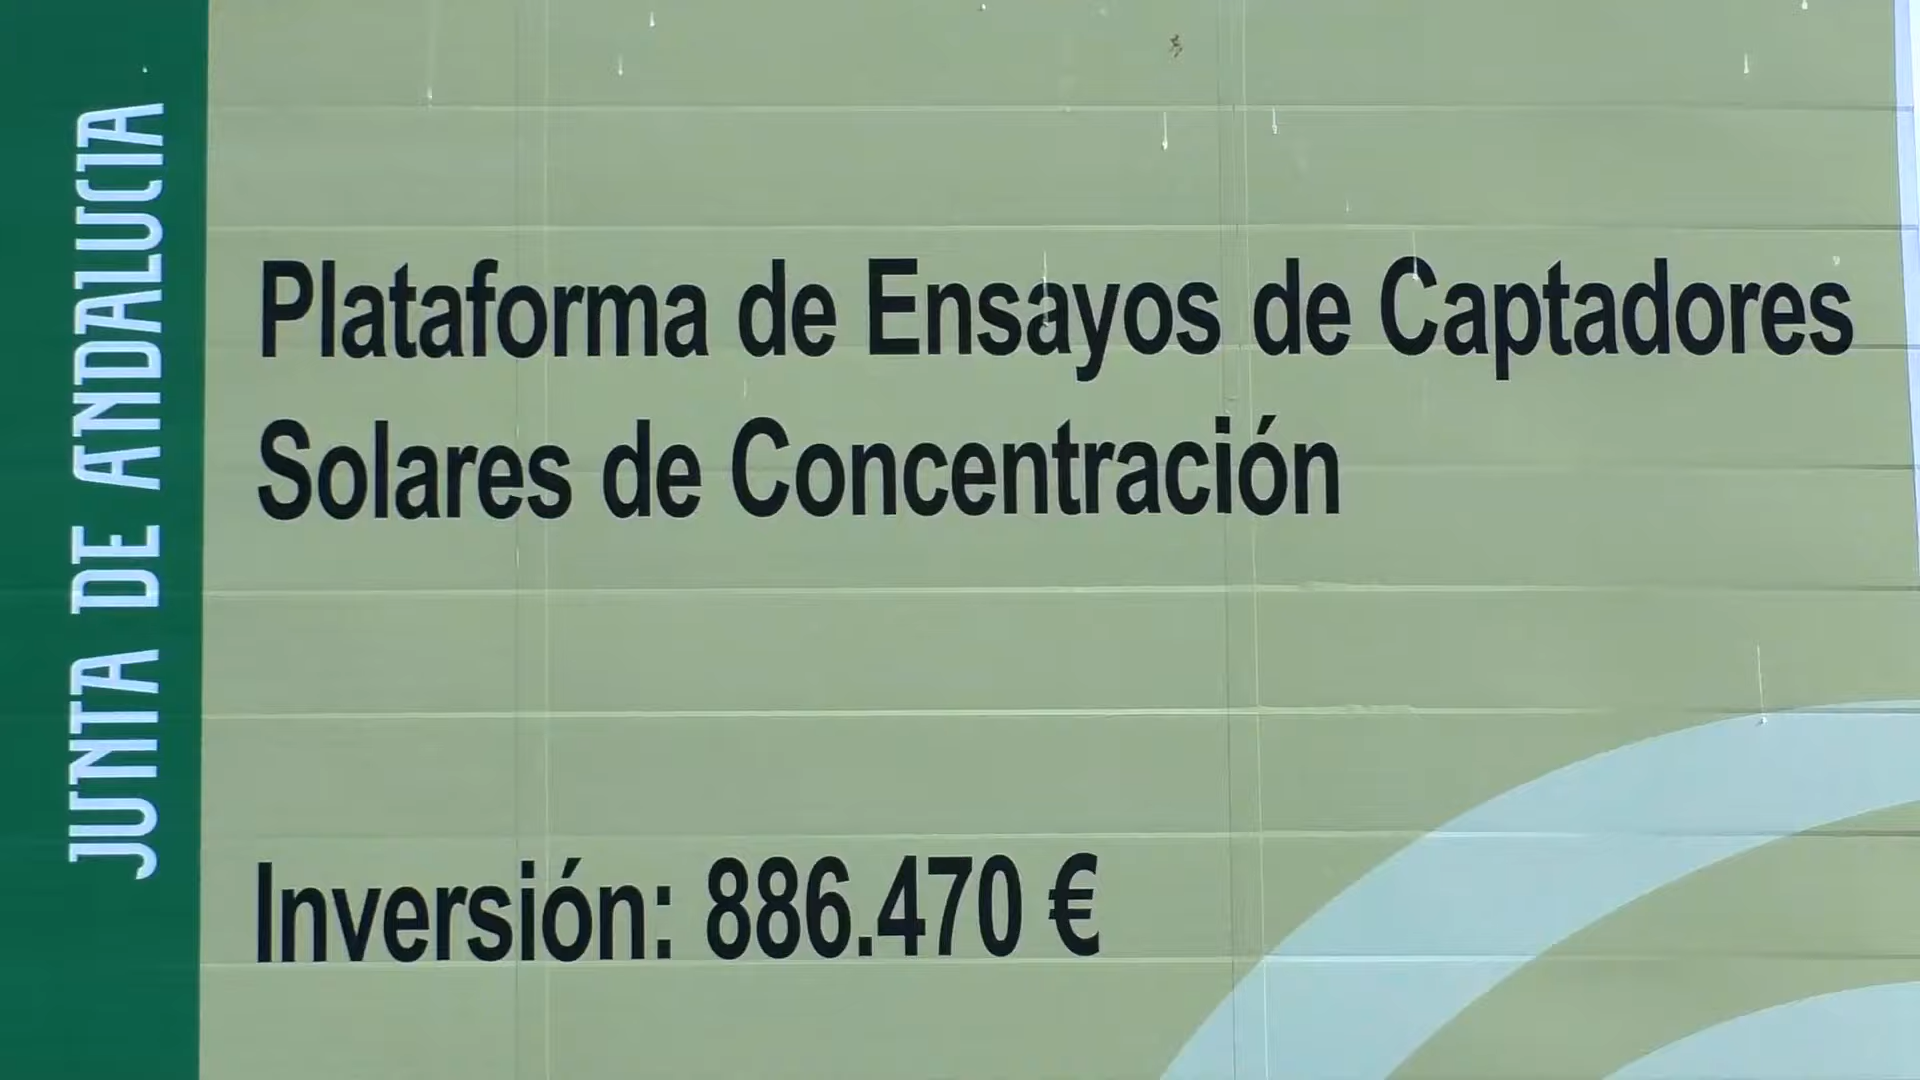 JUNTA DE ANDALUCIA
Plataforma de Ensayos de Captadores
Solares de Concentración
Inversión: 886.470 €